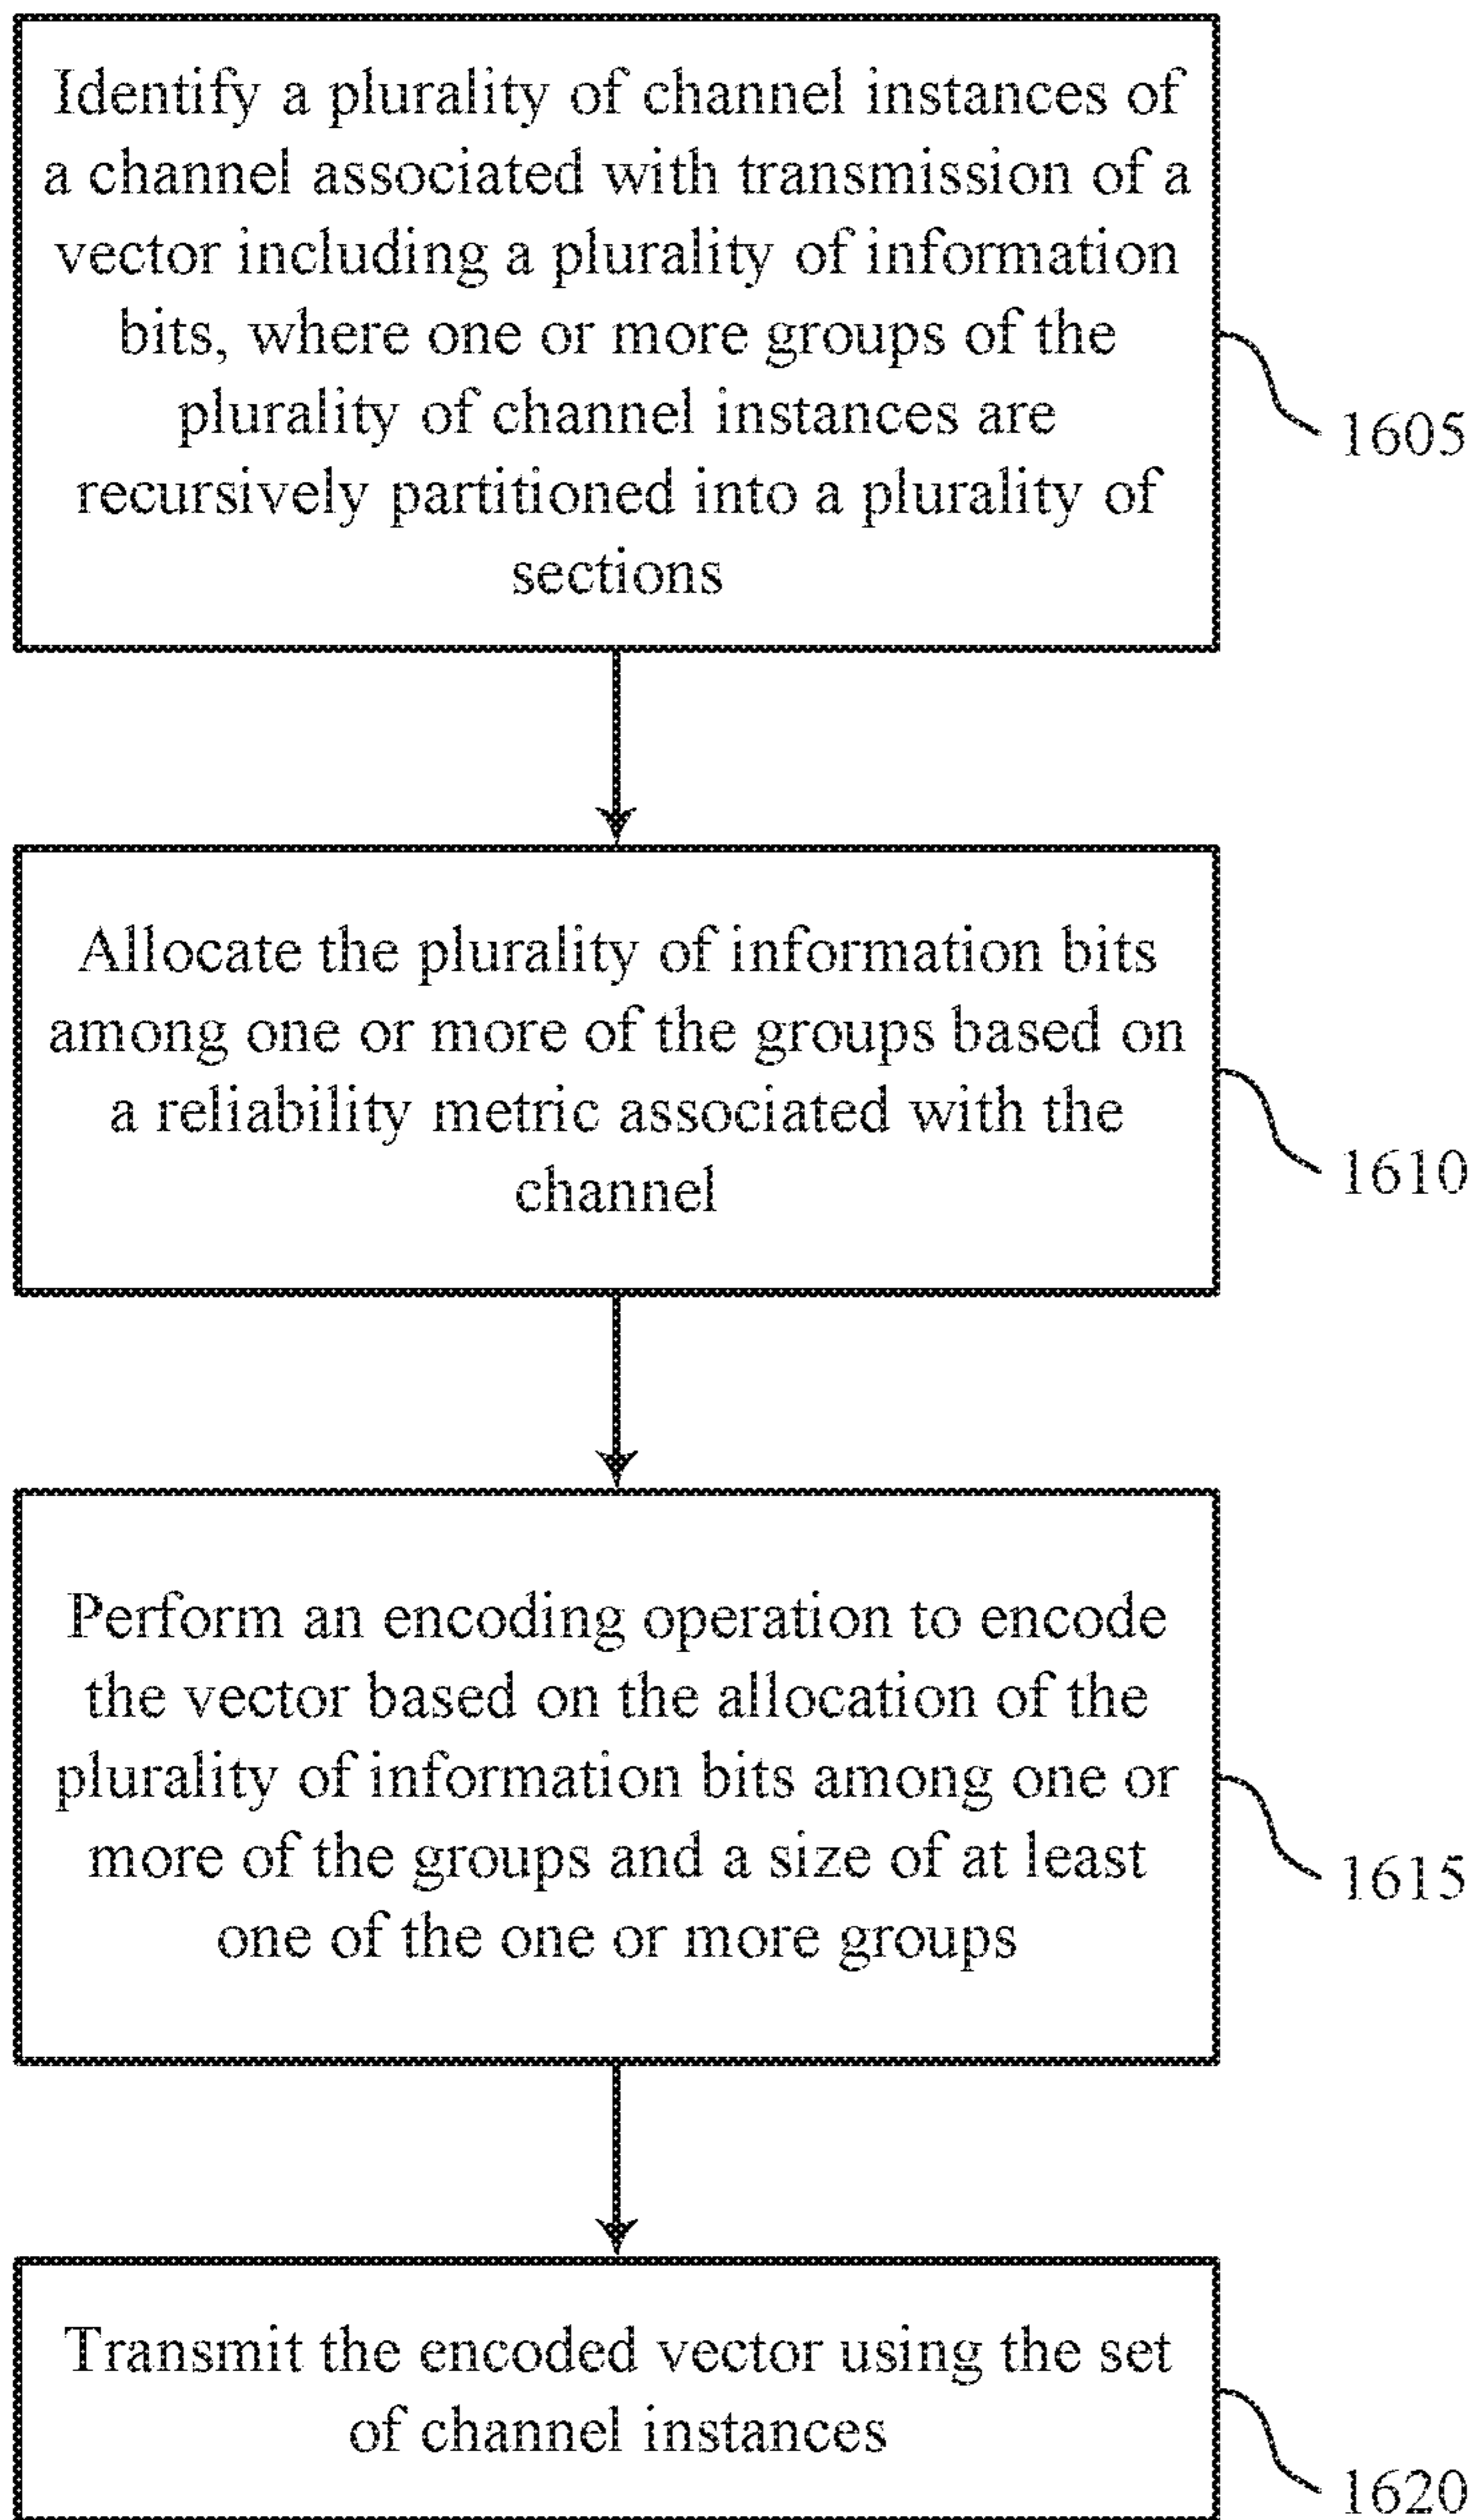 Identify a plurality of channel instances of
a channel associated with transmission of a
vector including a plurality of information
bits, where one or more groups of the
plurality of channel instances are
recursively partitioned into a plurality of
sections
1605
Allocate the plurality of information bits
among one or more of the groups based on
a reliability metric associated with the
channel
1610
Perform an encoding operation to encode
the vector based on the allocation of the
plurality of information bits among one or
more of the groups and a size of at least
one of the one or more groups
1615
Transmit the encoded vector using the set
of channel instances
1620